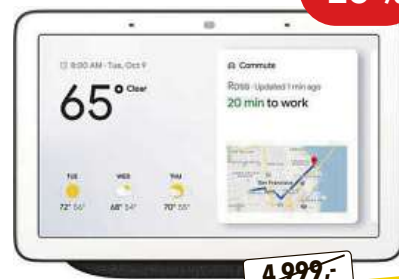 8:00 AM · Tue, Oct 9
65° Clear
TUE
WED
THU
72° 56°
68° 54°
70° 55°
Commute
Ross · Updated 1 min ago
20 min to work
San Francisco
4.999,-